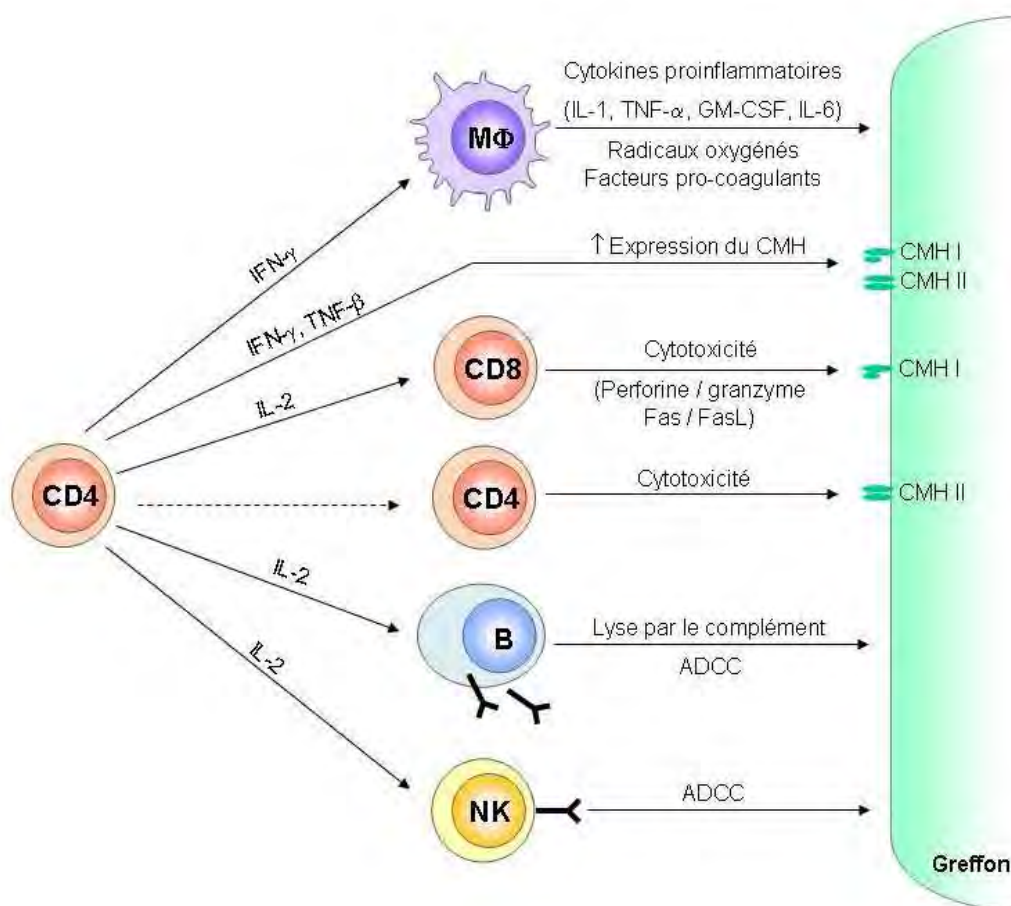 Cytokines proinflammatoires
(IL-1, TNF-α, GM-CSF, IL-6)
MΦ
Radicaux oxygénés
Facteurs pro-coagulants
IFN-γ
↑ Expression du CMH
CMH I
CMH II
IFN-γ, TNF-β
CD8
Cytotoxicité
(Perforine / granzyme
Fas / FasL)
CMH I
IL-2
CD4
CD4
Cytotoxicité
CMH II
IL-2
B
Lyse par le complément
ADCC
IL-2
NK
ADCC
Greffon